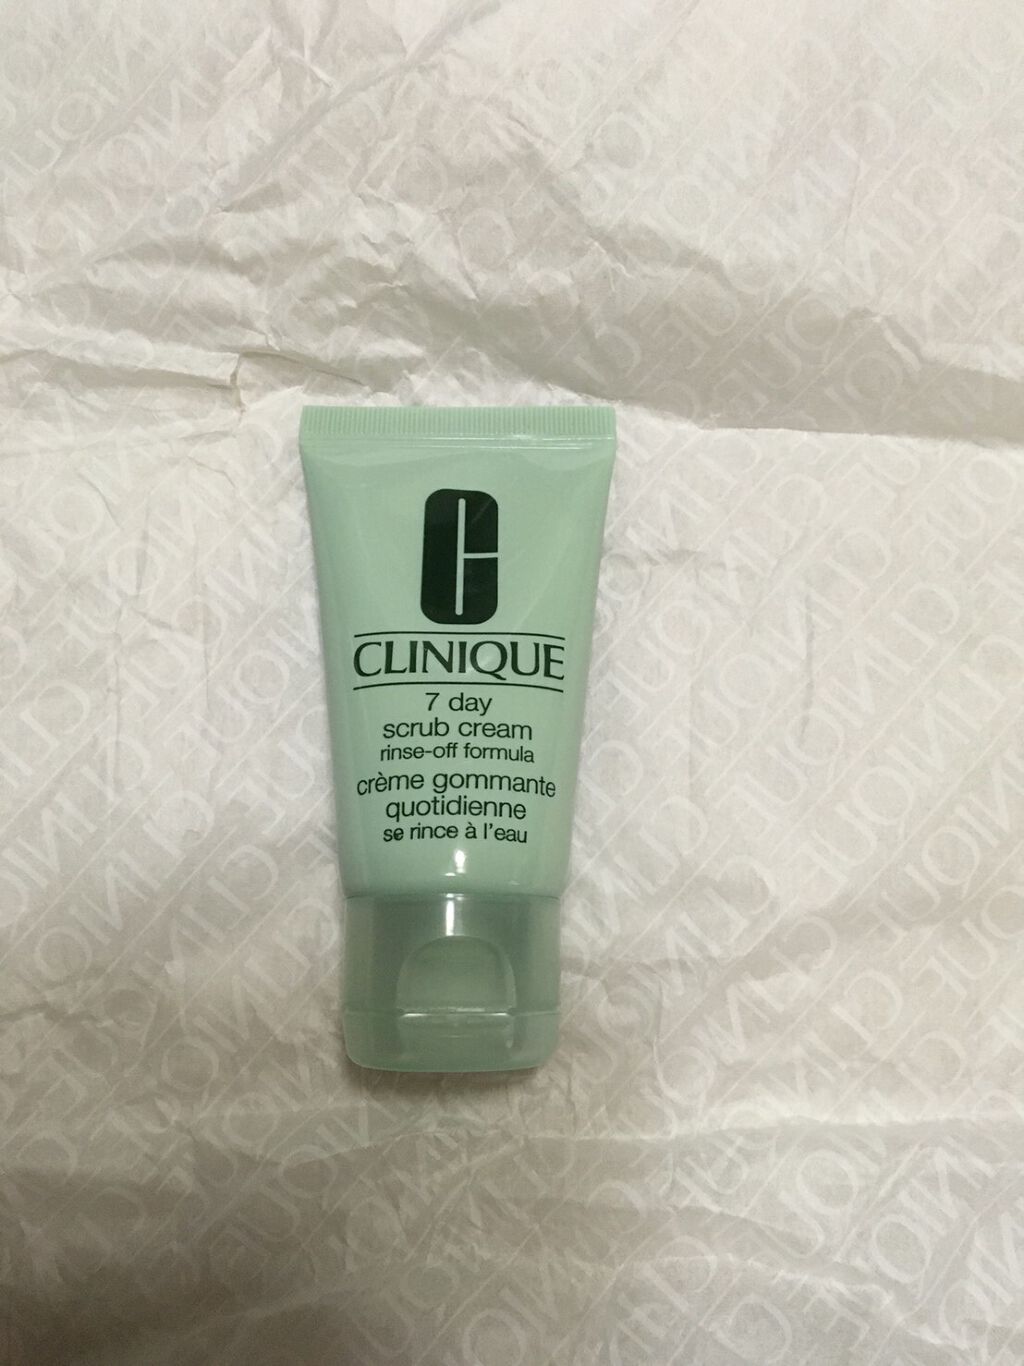 CLINIQUE
7 day
scrub cream
rinse-off formula
crème gommante
quotidienne
se rince à l'eau